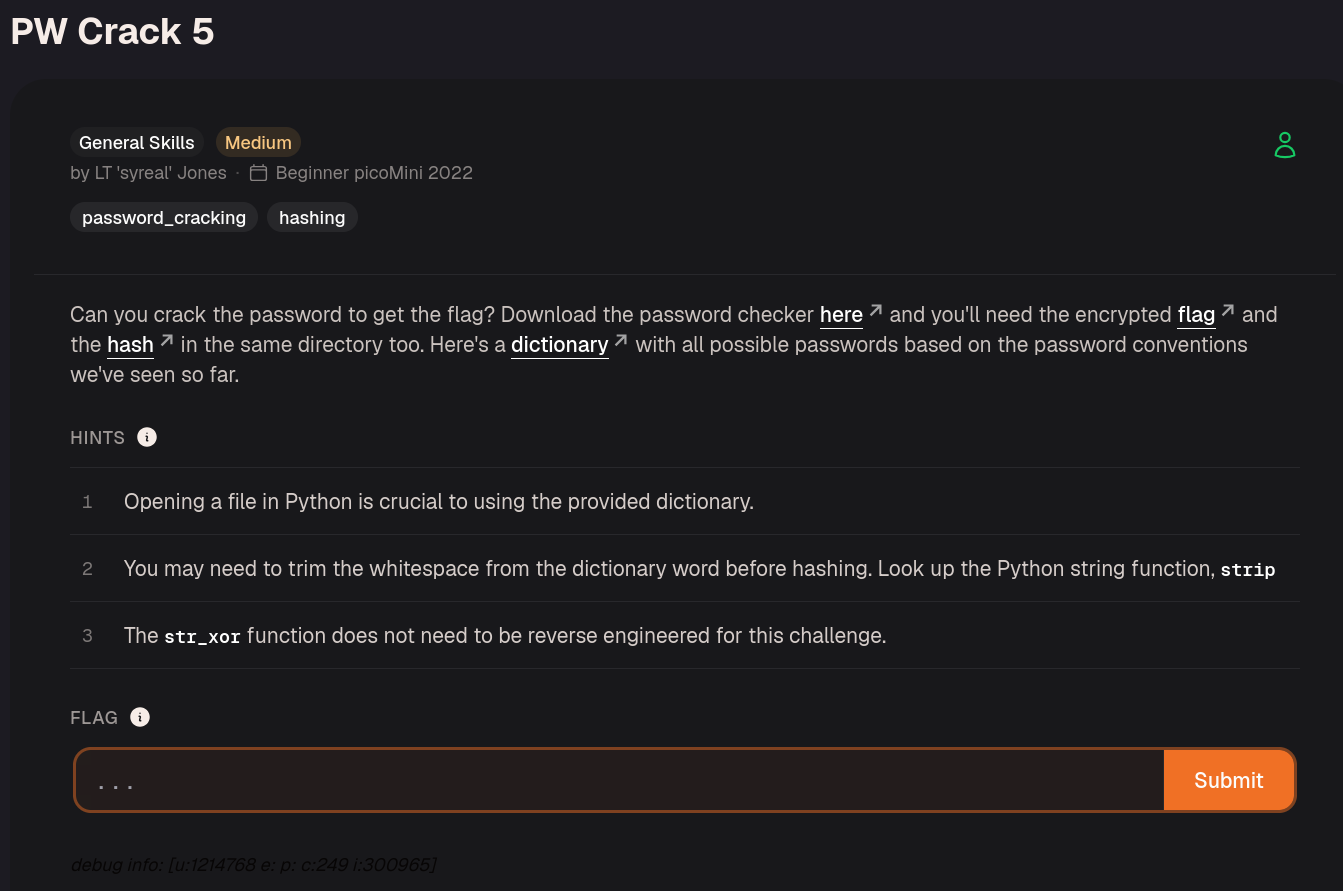 PW Crack 5
General Skills Medium
by LT 'syreal' Jones · Beginner picoMini 2022
password_cracking hashing
Can you crack the password to get the flag? Download the password checker here ↗ and you'll need the encrypted flag ↗ and
the hash ↗ in the same directory too. Here's a dictionary ↗ with all possible passwords based on the password conventions
we've seen so far.
HINTS i
1 Opening a file in Python is crucial to using the provided dictionary.
2 You may need to trim the whitespace from the dictionary word before hashing. Look up the Python string function, strip
3 The str_xor function does not need to be reverse engineered for this challenge.
FLAG i
... Submit
debug info: [u:1214768 e: p: c:249 i:300965]